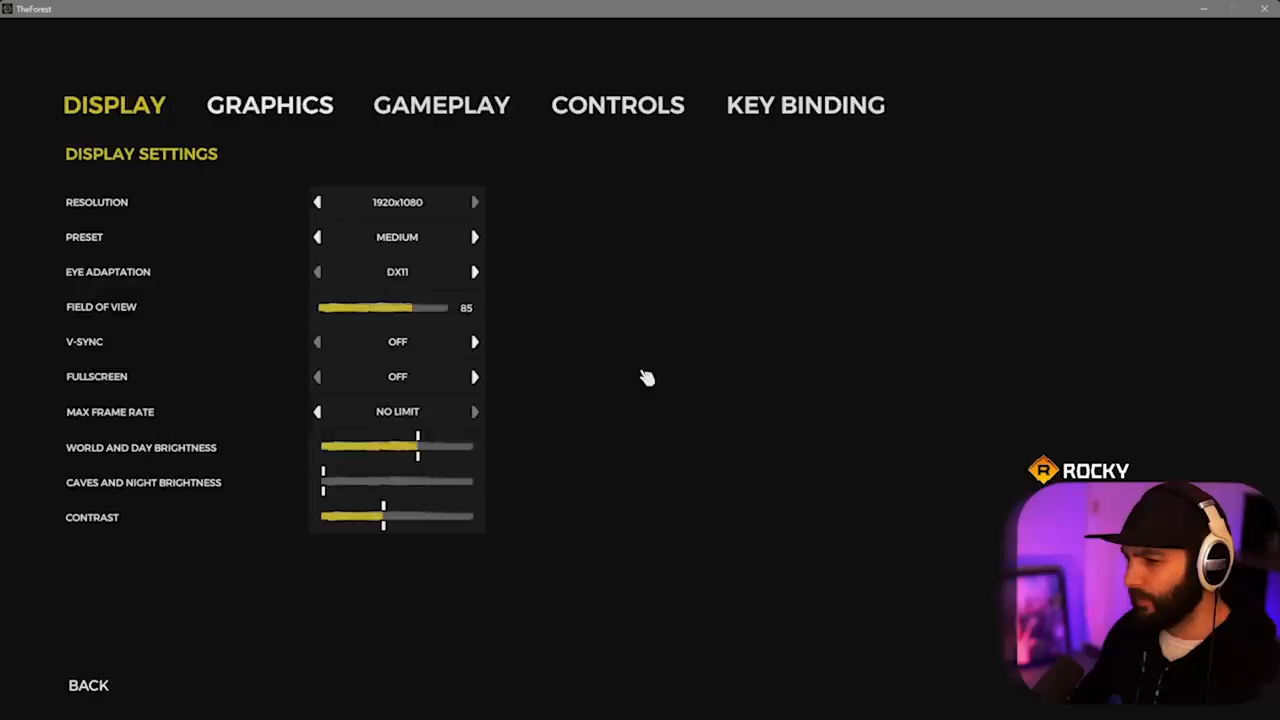 TheForest
DISPLAY GRAPHICS GAMEPLAY CONTROLS KEY BINDING
DISPLAY SETTINGS
RESOLUTION 1920x1080
PRESET MEDIUM
EYE ADAPTATION DX11
FIELD OF VIEW 85
V-SYNC OFF
FULLSCREEN OFF
MAX FRAME RATE NO LIMIT
WORLD AND DAY BRIGHTNESS
CAVES AND NIGHT BRIGHTNESS
R ROCKY
CONTRAST
BACK